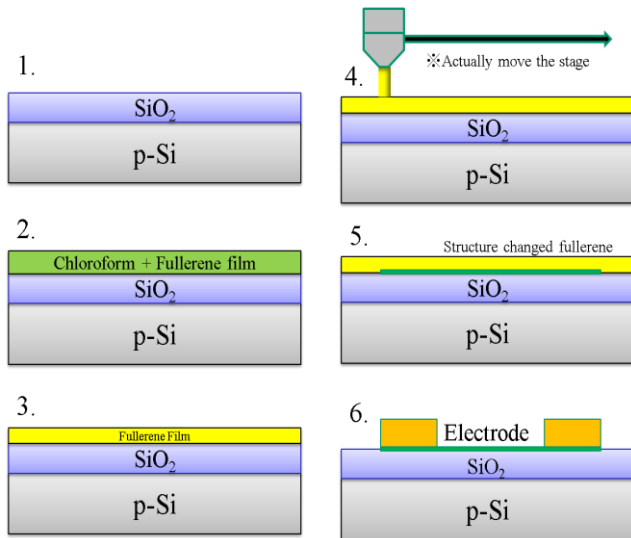 1.
SiO2
p-Si
2.
Chloroform + Fullerene film
SiO2
p-Si
3.
Fullerene Film
SiO2
p-Si
4.
※Actually move the stage
SiO2
p-Si
5.
Structure changed fullerene
SiO2
p-Si
6.
Electrode
SiO2
p-Si